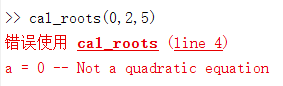 >> cal_roots(0,2,5)
错误使用 cal_roots (line 4)
a = 0 -- Not a quadratic equation